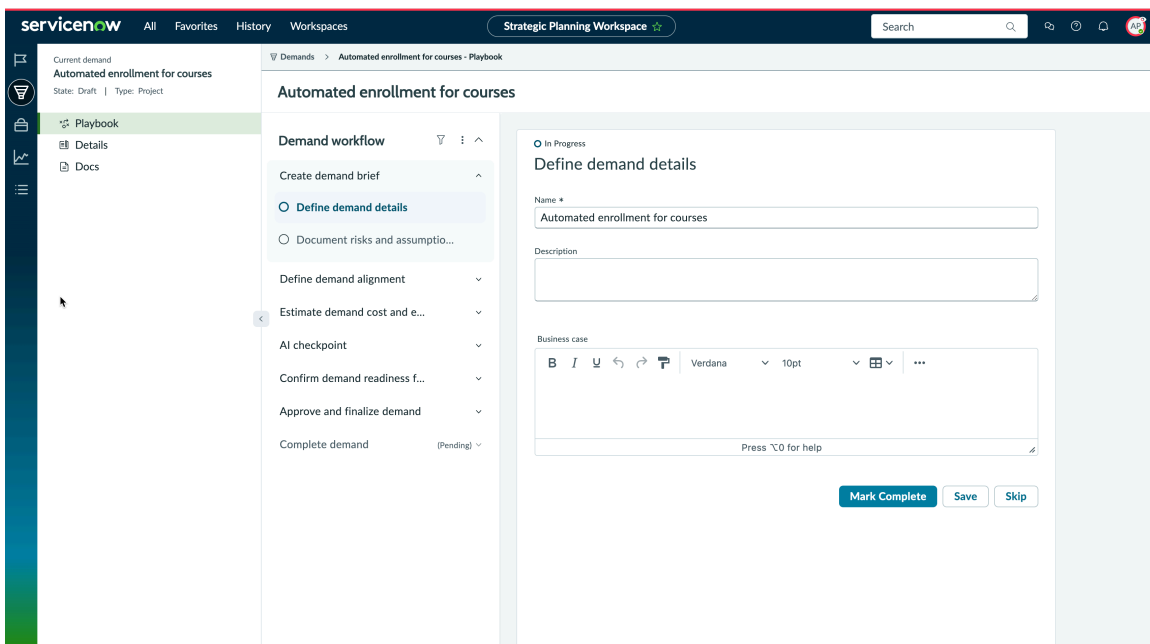 servicenow All Favorites History Workspaces Strategic Planning Workspace Search AP
Current demand
Automated enrollment for courses
State: Draft | Type: Project
Playbook
Details
Docs
Demands > Automated enrollment for courses - Playbook
Automated enrollment for courses
Demand workflow
Create demand brief
Define demand details
Document risks and assumptio...
Define demand alignment
Estimate demand cost and e...
AI checkpoint
Confirm demand readiness f...
Approve and finalize demand
Complete demand (Pending)
In Progress
Define demand details
Name *
Automated enrollment for courses
Description
Business case
B I U Verdana 10pt
Press ⌥0 for help
Mark Complete Save Skip